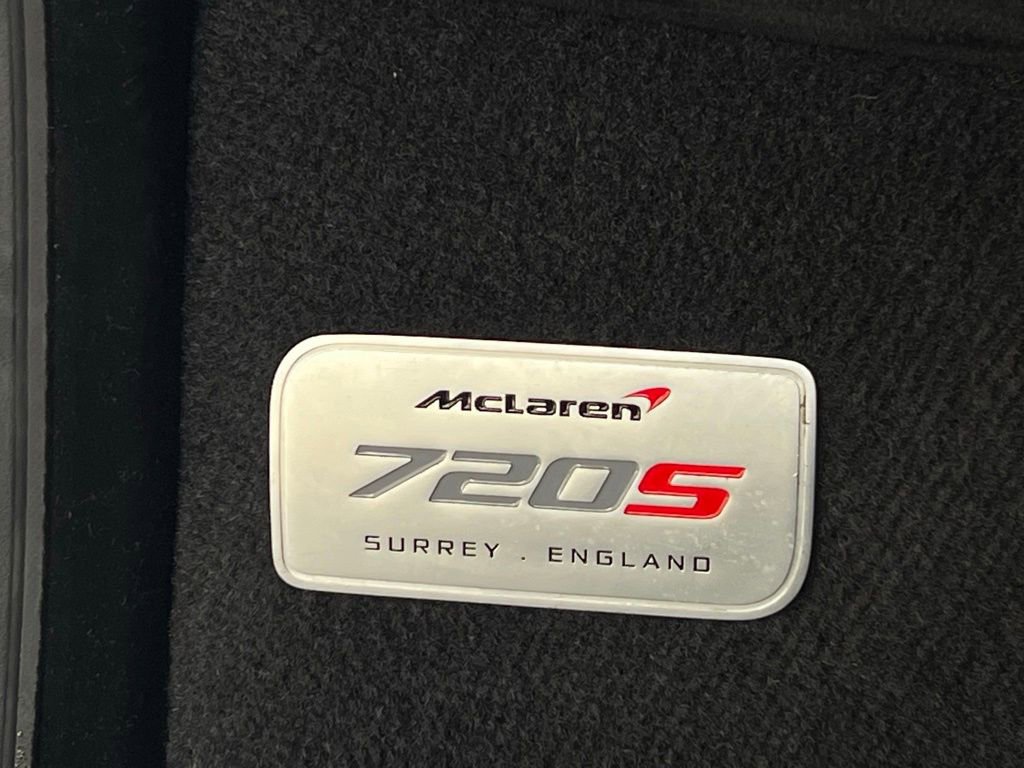 McLaren
720S
SURREY . ENGLAND